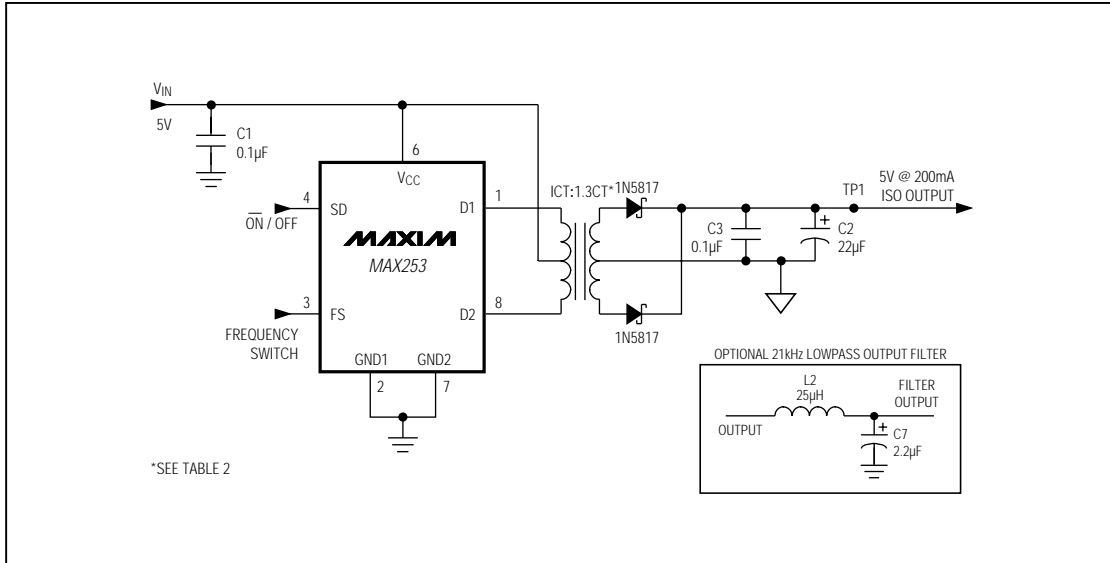 VIN
5V
C1
0.1µF
6
VCC
4
SD
ON / OFF
1
D1
MAXIM
MAX253
3
FS
8
D2
FREQUENCY
SWITCH
GND1
GND2
2
7
ICT:1.3CT*
1N5817
1N5817
C3
0.1µF
C2
+
22µF
TP1
5V @ 200mA
ISO OUTPUT
OPTIONAL 21kHz LOWPASS OUTPUT FILTER
L2
25µH
FILTER
OUTPUT
OUTPUT
+
C7
2.2µF
*SEE TABLE 2